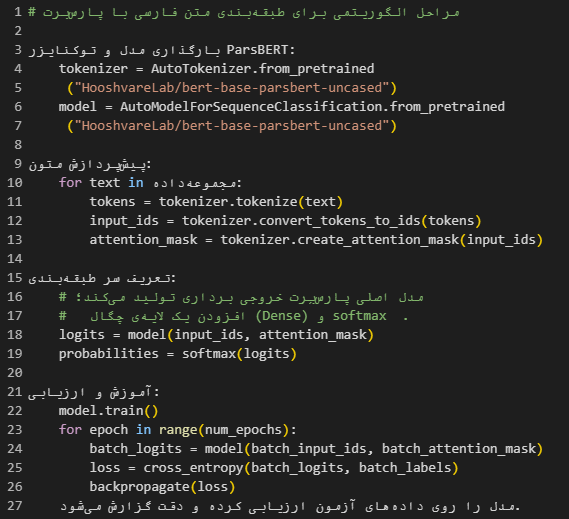 1 # مراحل الگوریتمی برای طبقه‌بندی متن فارسی با پارس‌برت
2
3 بارگذاری مدل و توکنایزر ParsBERT:
4 tokenizer = AutoTokenizer.from_pretrained
5 ("HooshvareLab/bert-base-parsbert-uncased")
6 model = AutoModelForSequenceClassification.from_pretrained
7 ("HooshvareLab/bert-base-parsbert-uncased")
8
9 پیش‌پردازش متون:
10 for text in مجموعه‌داده:
11 tokens = tokenizer.tokenize(text)
12 input_ids = tokenizer.convert_tokens_to_ids(tokens)
13 attention_mask = tokenizer.create_attention_mask(input_ids)
14
15 تعریف سر طبقه‌بندی:
16 # مدل اصلی پارس‌برت خروجی برداری تولید می‌کند؛
17 # افزودن یک لایه‌ی چگال (Dense) و softmax .
18 logits = model(input_ids, attention_mask)
19 probabilities = softmax(logits)
20
21 آموزش و ارزیابی:
22 model.train()
23 for epoch in range(num_epochs):
24 batch_logits = model(batch_input_ids, batch_attention_mask)
25 loss = cross_entropy(batch_logits, batch_labels)
26 backpropagate(loss)
27 مدل را روی داده‌های آزمون ارزیابی کرده و دقت گزارش می‌شود.